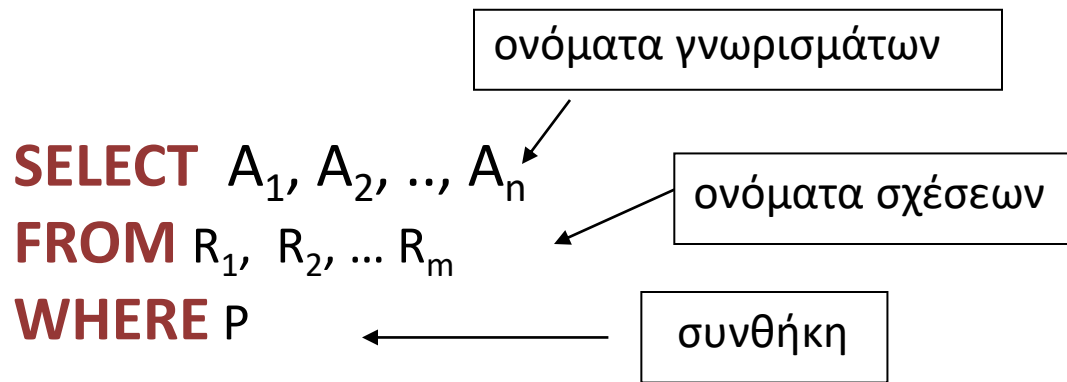 ονόματα γνωρισμάτων
SELECT A₁, A₂, .., Aₙ
ονόματα σχέσεων
FROM R₁, R₂, ... Rₘ
WHERE P
συνθήκη